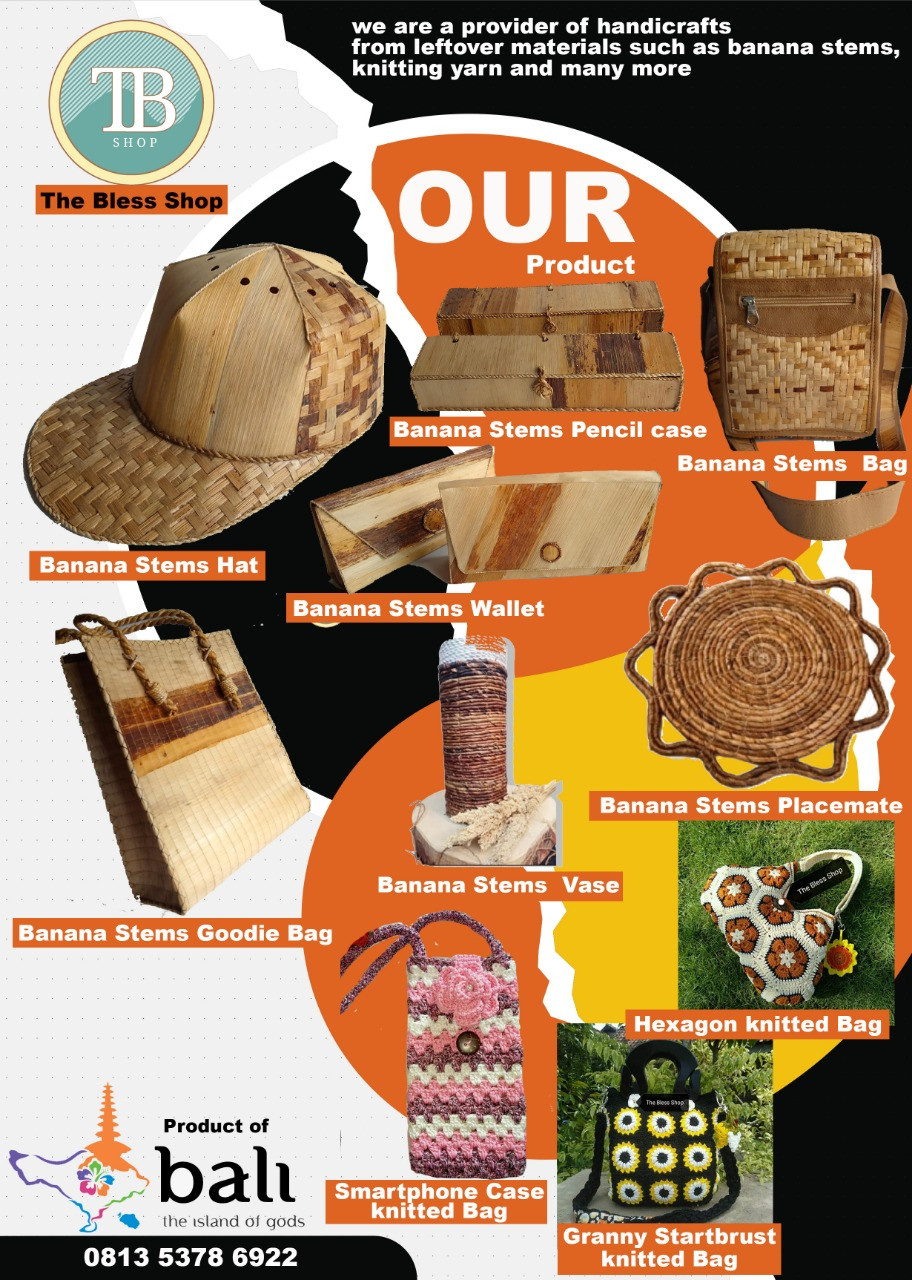 we are a provider of handicrafts
from leftover materials such as banana stems,
knitting yarn and many more
TB
SHOP
The Bless Shop
OUR
Product
Banana Stems Pencil case
Banana Stems Bag
Banana Stems Hat
Banana Stems Wallet
Banana Stems Placemate
Banana Stems Vase
The Bless Shop
Banana Stems Goodie Bag
Hexagon knitted Bag
The Bless Shop
Product of
bali
the island of gods
Smartphone Case
knitted Bag
Granny Startbrust
knitted Bag
0813 5378 6922